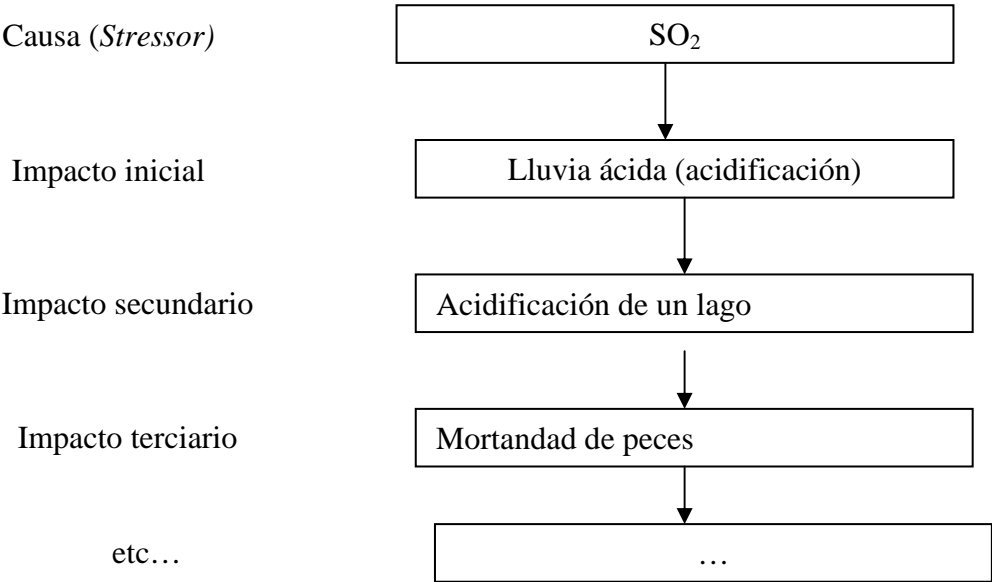 Causa (Stressor)
SO₂
Impacto inicial
Lluvia ácida (acidificación)
Impacto secundario
Acidificación de un lago
Impacto terciario
Mortandad de peces
etc…
…